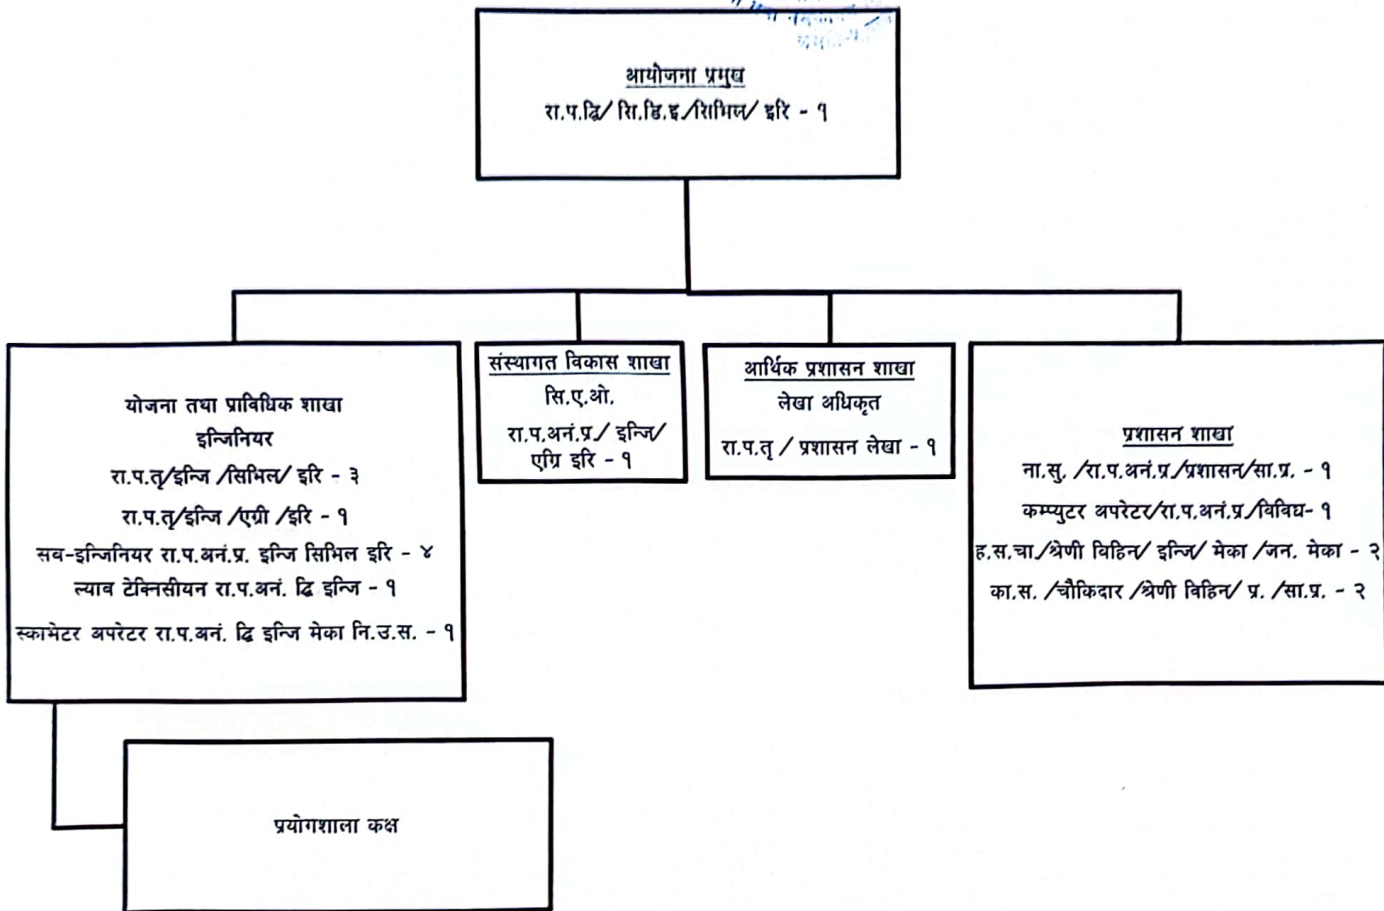 आयोजना प्रमुख
रा.प.द्वि/ सि.डि.इ/सिभिल/ इरि - १
योजना तथा प्राविधिक शाखा
इन्जिनियर
रा.प.तृ/इन्जि /सिभिल/ इरि - ३
रा.प.तृ/इन्जि /एग्री /इरि - १
सव-इन्जिनियर रा.प.अनं.प्र. इन्जि सिभिल इरि - ४
ल्याव टेक्निसीयन रा.प.अनं. द्वि इन्जि - १
स्काभेटर अपरेटर रा.प.अनं. द्वि इन्जि मेका नि.उ.स. - १
संस्थागत विकास शाखा
सि.ए.ओ.
रा.प.अनं.प्र./ इन्जि/
एग्रि इरि - १
आर्थिक प्रशासन शाखा
लेखा अधिकृत
रा.प.तृ / प्रशासन लेखा - १
प्रशासन शाखा
ना.सु. /रा.प.अनं.प्र./प्रशासन/सा.प्र. - १
कम्प्युटर अपरेटर/रा.प.अनं.प्र./विविध- १
ह.स.चा./श्रेणी विहिन/ इन्जि/ मेका /जन. मेका - २
का.स. /चौकिदार /श्रेणी विहिन/ प्र. /सा.प्र. - २
प्रयोगशाला कक्ष